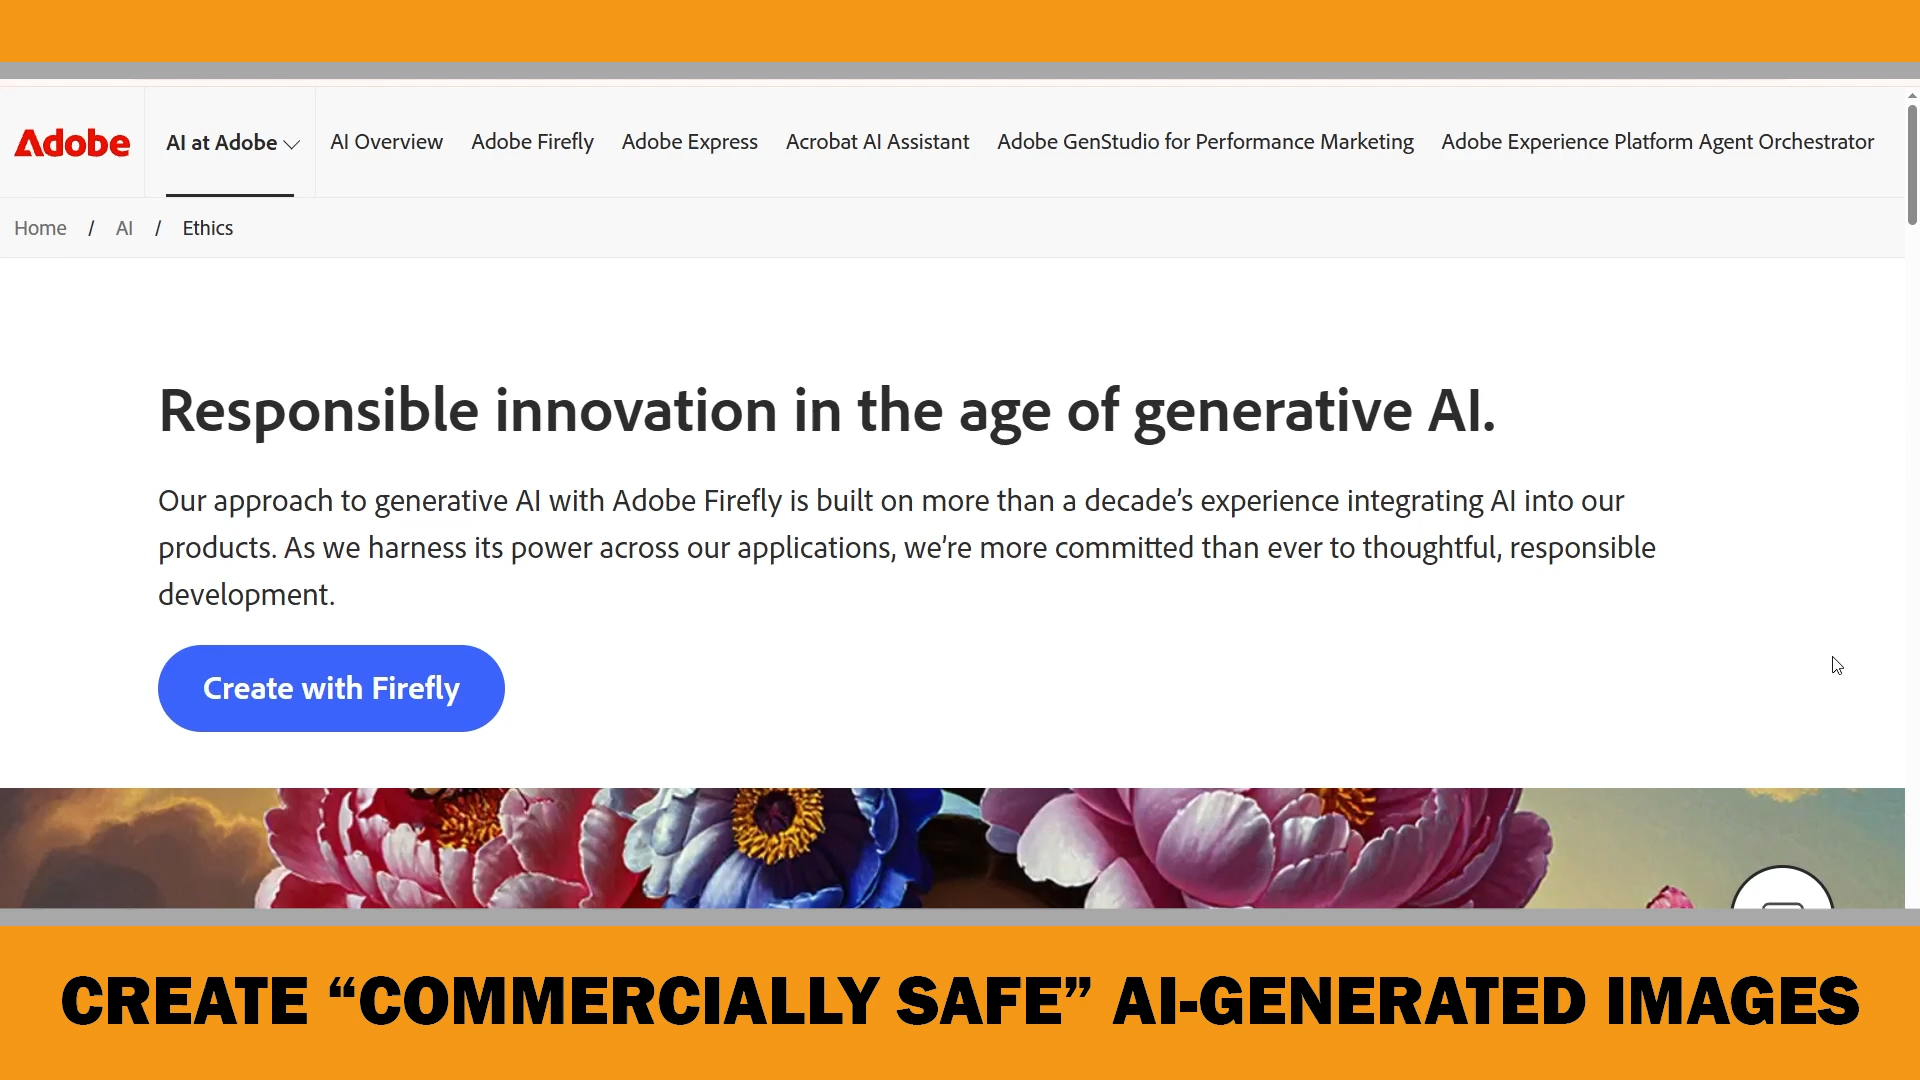 Adobe
AI at Adobe AI Overview Adobe Firefly Adobe Express Acrobat AI Assistant Adobe GenStudio for Performance Marketing Adobe Experience Platform Agent Orchestrator
Home / AI / Ethics
Responsible innovation in the age of generative AI.
Our approach to generative AI with Adobe Firefly is built on more than a decade’s experience integrating AI into our
products. As we harness its power across our applications, we’re more committed than ever to thoughtful, responsible
development.
Create with Firefly
CREATE “COMMERCIALLY SAFE” AI-GENERATED IMAGES